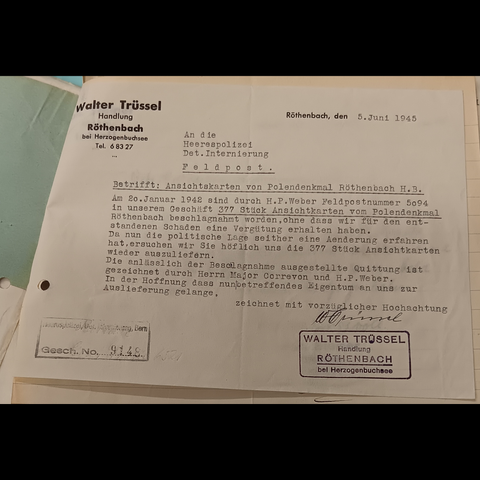 Walter Trüssel
Handlung
Röthenbach
bei Herzogenbuchsee
Tel. 6 83 27
...
Röthenbach, den 5.Juni 1945
An die
Heerespolizei
Det.Internierung
Feldpost.
Betrifft: Ansichtskarten von Polendenkmal Röthenbach H.B.
Am 20.Januar 1942 sind durch H.P.Weber Feldpostnummer 5094
in unserem Geschäft 377 Stück Ansichtkarten vom Polendenkmal
Röthenbach beschlagnahmt worden,ohne dass wir für den ent-
standenen Schaden eine Vergütung erhalten haben.
Da nun die politische Lage seither eine Aenderung erfahren
hat,ersuchen wir Sie höflich uns die 377 Stück Ansichtkarten
wieder auszuliefern.
Die anlässlich der Beschlagnahme ausgestellte Quittung ist
gezeichnet durch Herrn Major Correvon und H.P.Weber.
In der Hoffnung dass nunbetreffendes Eigentum an uns zur
Auslieferung gelange,
zeichnet mit vorzüglicher Hochachtung
Bern
Gesch. No. 9149
WALTER TRÜSSEL
Handlung
RÖTHENBACH
bei Herzogenbuchsee